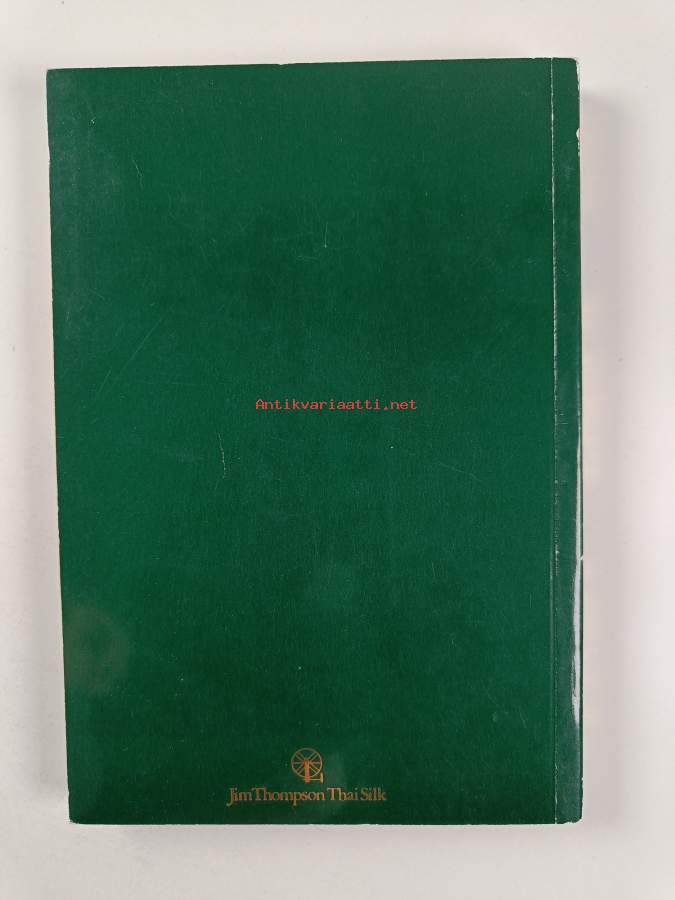 Antikvariaatti.net
Jim Thompson Thai Silk